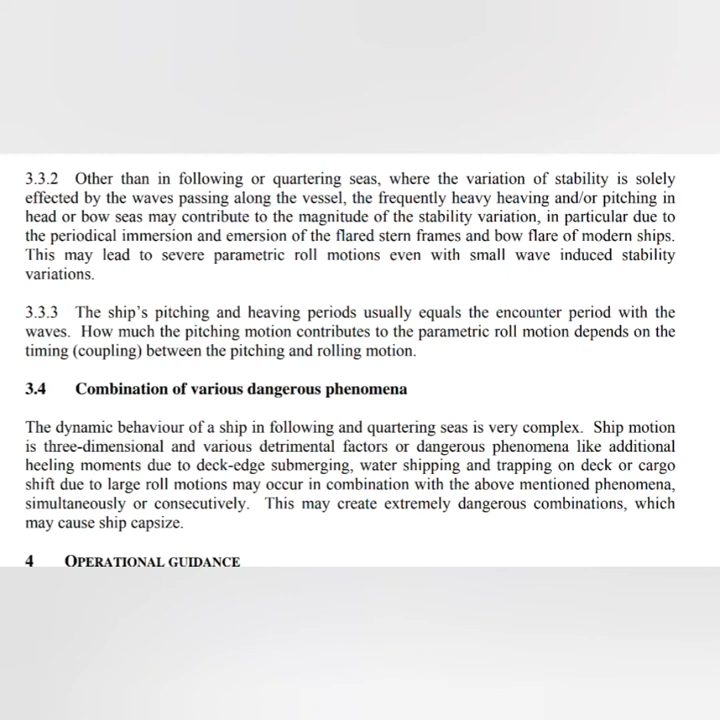 3.3.2 Other than in following or quartering seas, where the variation of stability is solely
effected by the waves passing along the vessel, the frequently heavy heaving and/or pitching in
head or bow seas may contribute to the magnitude of the stability variation, in particular due to
the periodical immersion and emersion of the flared stern frames and bow flare of modern ships.
This may lead to severe parametric roll motions even with small wave induced stability
variations.
3.3.3 The ship's pitching and heaving periods usually equals the encounter period with the
waves. How much the pitching motion contributes to the parametric roll motion depends on the
timing (coupling) between the pitching and rolling motion.
3.4 Combination of various dangerous phenomena
The dynamic behaviour of a ship in following and quartering seas is very complex. Ship motion
is three-dimensional and various detrimental factors or dangerous phenomena like additional
heeling moments due to deck-edge submerging, water shipping and trapping on deck or cargo
shift due to large roll motions may occur in combination with the above mentioned phenomena,
simultaneously or consecutively. This may create extremely dangerous combinations, which
may cause ship capsize.
4 OPERATIONAL GUIDANCE